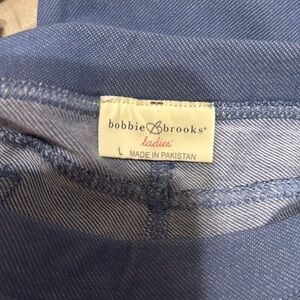 bobbie brooks®
ladies'
L MADE IN PAKISTAN